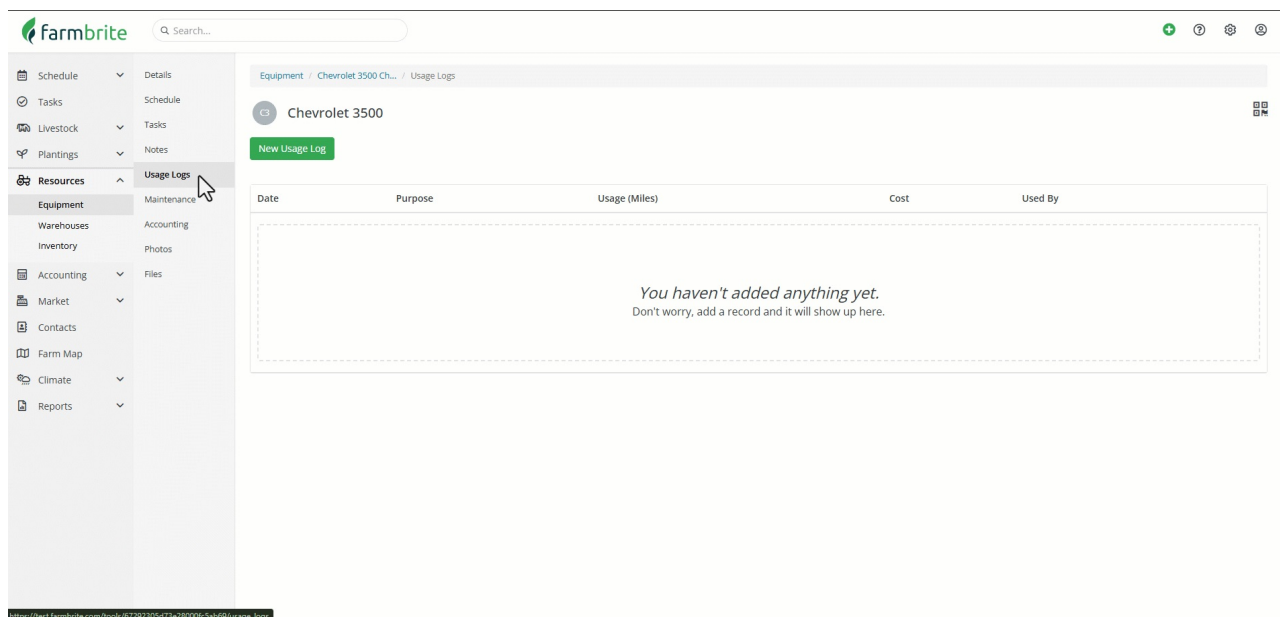 farmbrite
Search...
Schedule
Tasks
Livestock
Plantings
Resources
Equipment
Warehouses
Inventory
Accounting
Market
Contacts
Farm Map
Climate
Reports
Details
Schedule
Tasks
Notes
Usage Logs
Maintenance
Accounting
Photos
Files
Equipment / Chevrolet 3500 Ch... / Usage Logs
C3
Chevrolet 3500
New Usage Log
Date Purpose Usage (Miles) Cost Used By
You haven't added anything yet.
Don't worry, add a record and it will show up here.